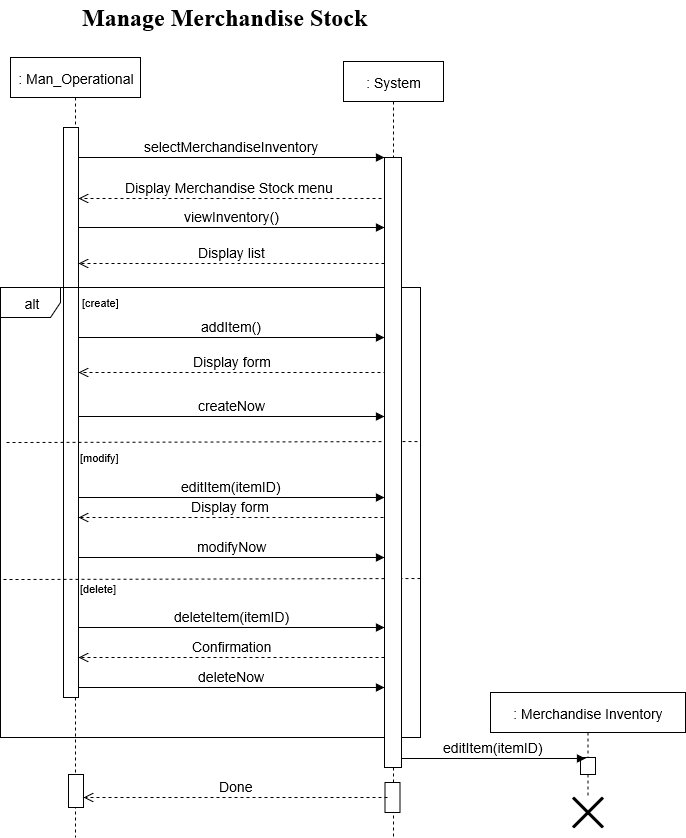 Manage Merchandise Stock
: Man_Operational
: System
selectMerchandiseInventory
Display Merchandise Stock menu
viewInventory()
Display list
alt
[create]
addItem()
Display form
createNow
[modify]
editItem(itemID)
Display form
modifyNow
[delete]
deleteItem(itemID)
Confirmation
deleteNow
: Merchandise Inventory
editItem(itemID)
Done